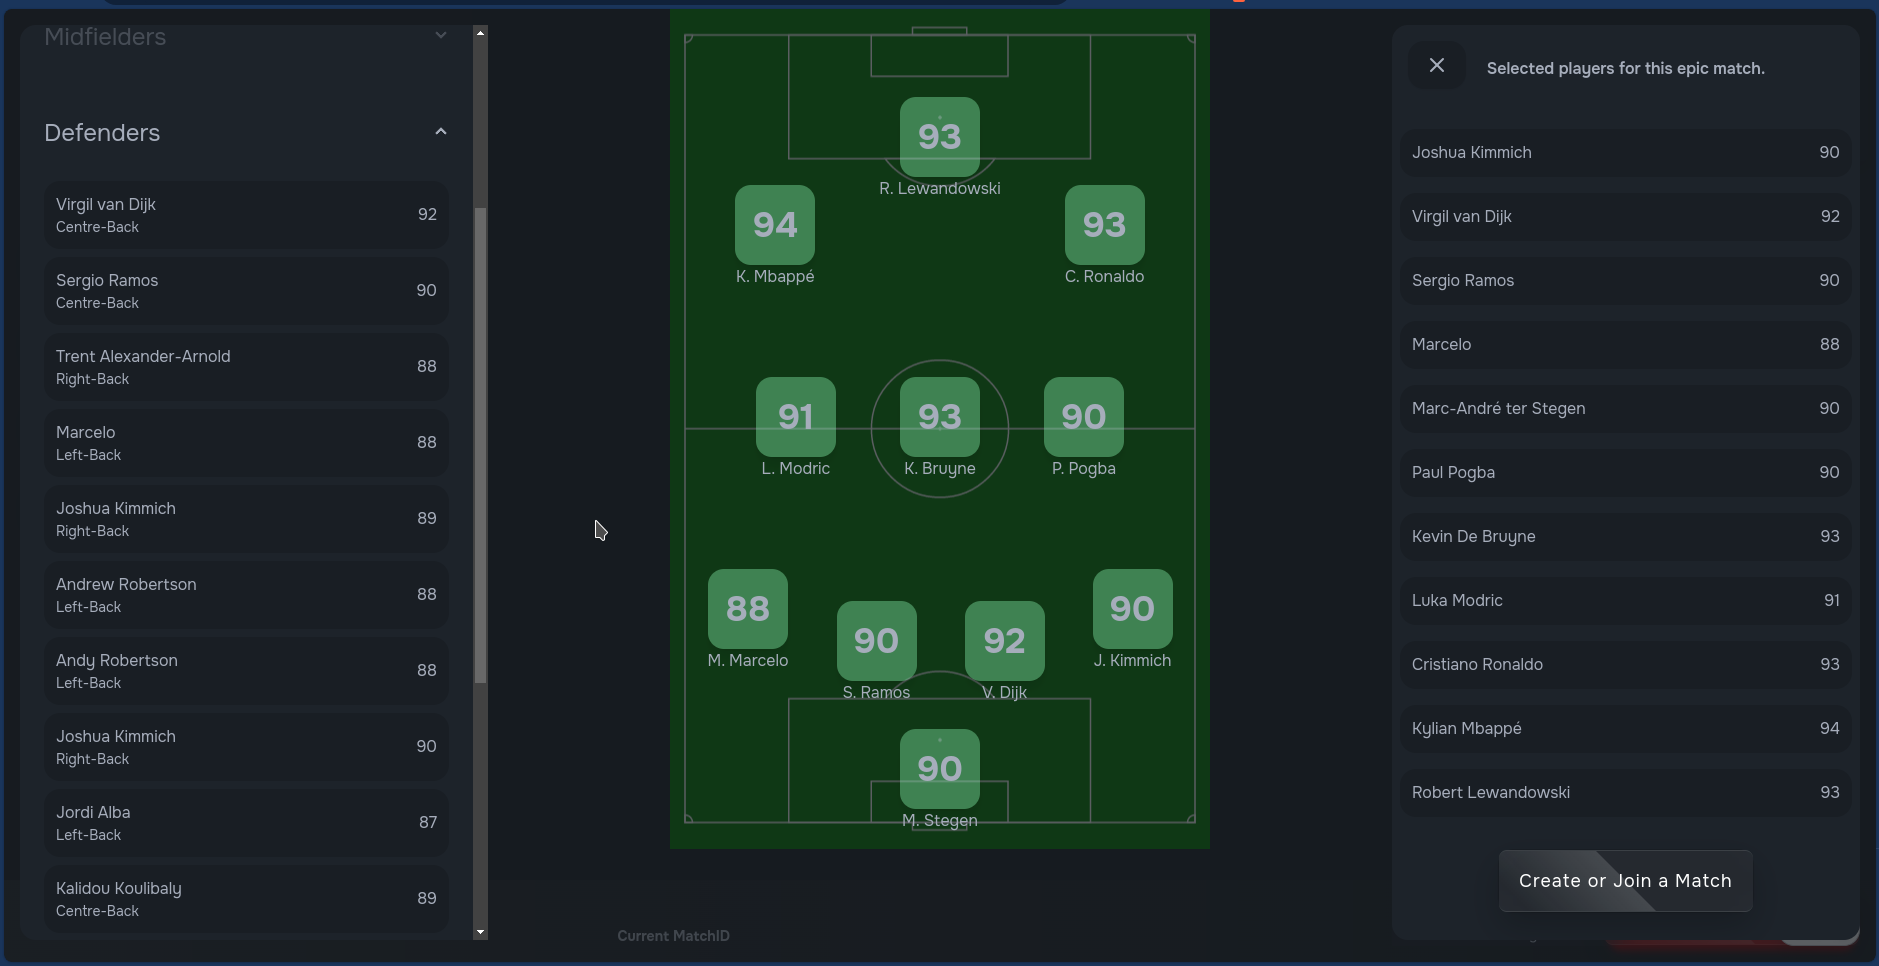 Midfielders
Defenders
Virgil van Dijk
Centre-Back
92
Sergio Ramos
Centre-Back
90
Trent Alexander-Arnold
Right-Back
88
Marcelo
Left-Back
88
Joshua Kimmich
Right-Back
89
Andrew Robertson
Left-Back
88
Andy Robertson
Left-Back
88
Joshua Kimmich
Right-Back
90
Jordi Alba
Left-Back
87
Kalidou Koulibaly
Centre-Back
89
93
R. Lewandowski
94
K. Mbappé
93
C. Ronaldo
91
L. Modric
93
K. Bruyne
90
P. Pogba
88
M. Marcelo
90
S. Ramos
92
V. Dijk
90
J. Kimmich
90
M. Stegen
Current MatchID
Selected players for this epic match.
Joshua Kimmich 90
Virgil van Dijk 92
Sergio Ramos 90
Marcelo 88
Marc-André ter Stegen 90
Paul Pogba 90
Kevin De Bruyne 93
Luka Modric 91
Cristiano Ronaldo 93
Kylian Mbappé 94
Robert Lewandowski 93
Create or Join a Match